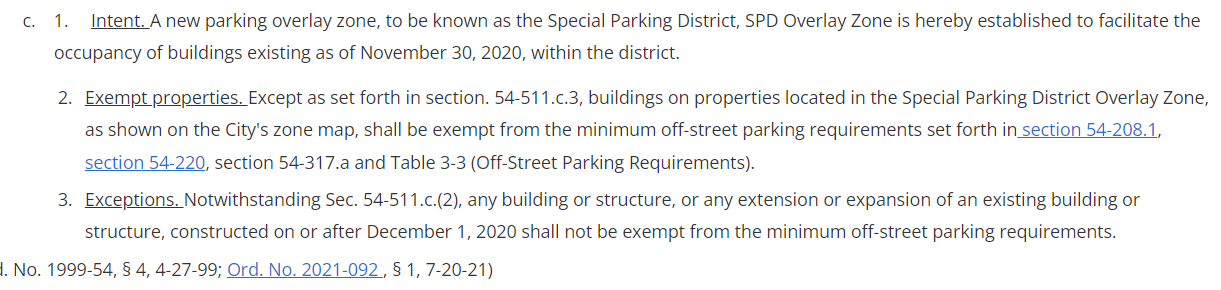 c. 1. Intent. A new parking overlay zone, to be known as the Special Parking District, SPD Overlay Zone is hereby established to facilitate the
occupancy of buildings existing as of November 30, 2020, within the district.
2. Exempt properties. Except as set forth in section. 54-511.c.3, buildings on properties located in the Special Parking District Overlay Zone,
as shown on the City's zone map, shall be exempt from the minimum off-street parking requirements set forth in section 54-208.1,
section 54-220, section 54-317.a and Table 3-3 (Off-Street Parking Requirements).
3. Exceptions. Notwithstanding Sec. 54-511.c.(2), any building or structure, or any extension or expansion of an existing building or
structure, constructed on or after December 1, 2020 shall not be exempt from the minimum off-street parking requirements.
. No. 1999-54, § 4, 4-27-99; Ord. No. 2021-092 , § 1, 7-20-21)